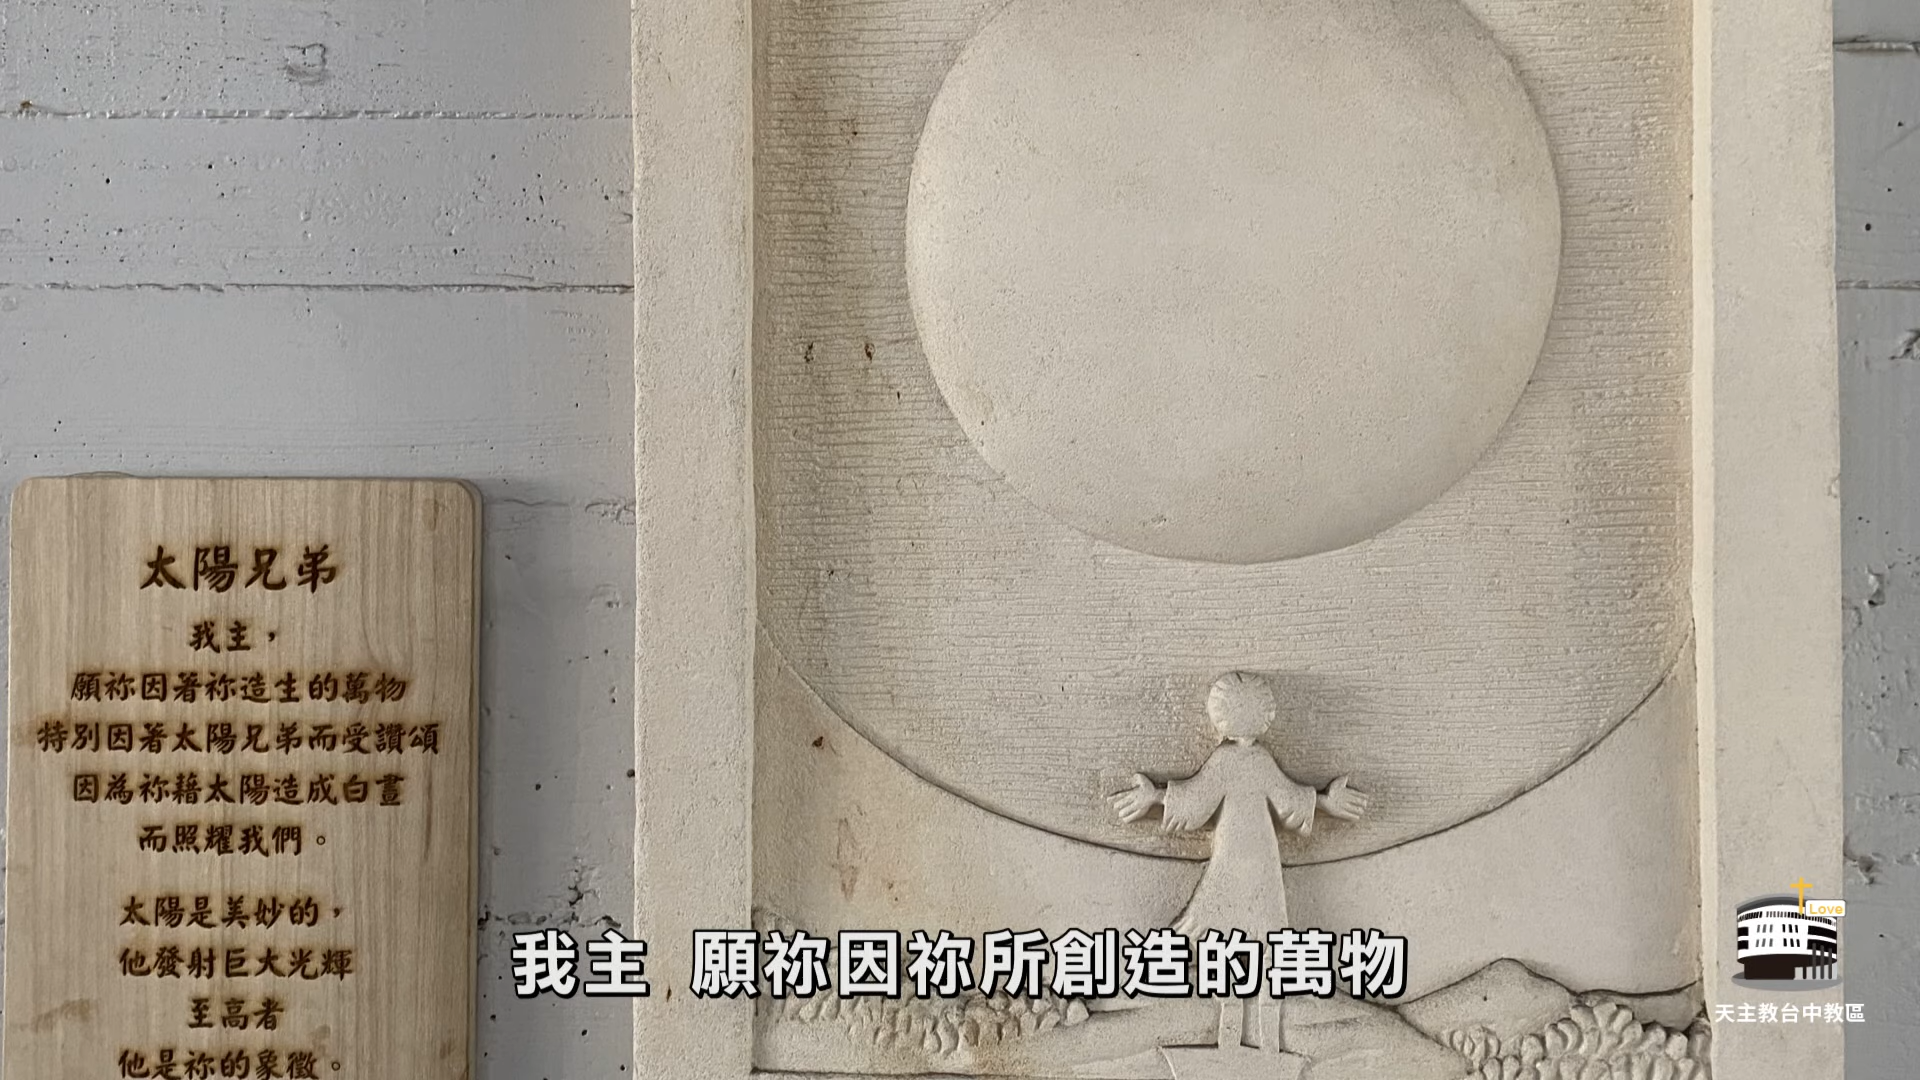 太陽兄弟
我主，
願祢因著祢造生的萬物
特別因著太陽兄弟而受讚頌
因為祢藉太陽造成白晝
而照耀我們。
太陽是美妙的，
他發射巨大光輝
至高者
他是祢的象徵。
我主 願祢因祢所創造的萬物
Love
天主教台中教區